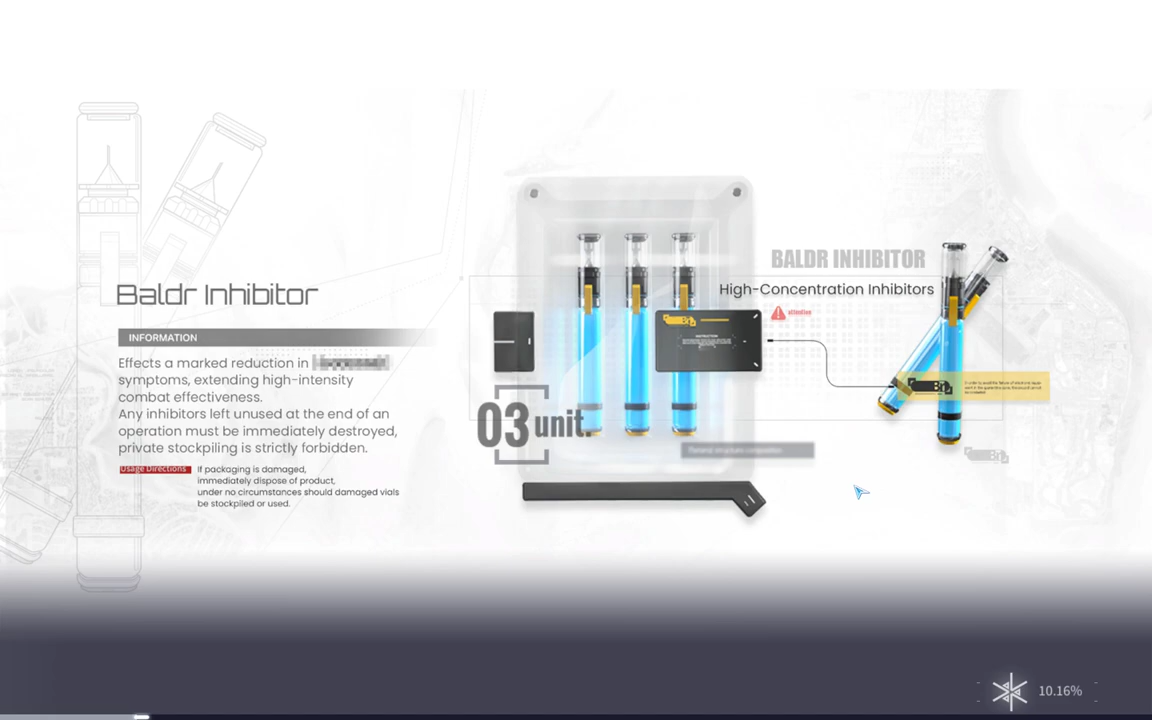 Baldr Inhibitor
INFORMATION
Effects a marked reduction in
symptoms, extending high-intensity
combat effectiveness.
Any inhibitors left unused at the end of an
operation must be immediately destroyed,
private stockpiling is strictly forbidden.
Usage Directions
If packaging is damaged,
immediately dispose of product,
under no circumstances should damaged vials
be stockpiled or used.
03 unit.
BALDR INHIBITOR
High-Concentration Inhibitors
attention
10.16%